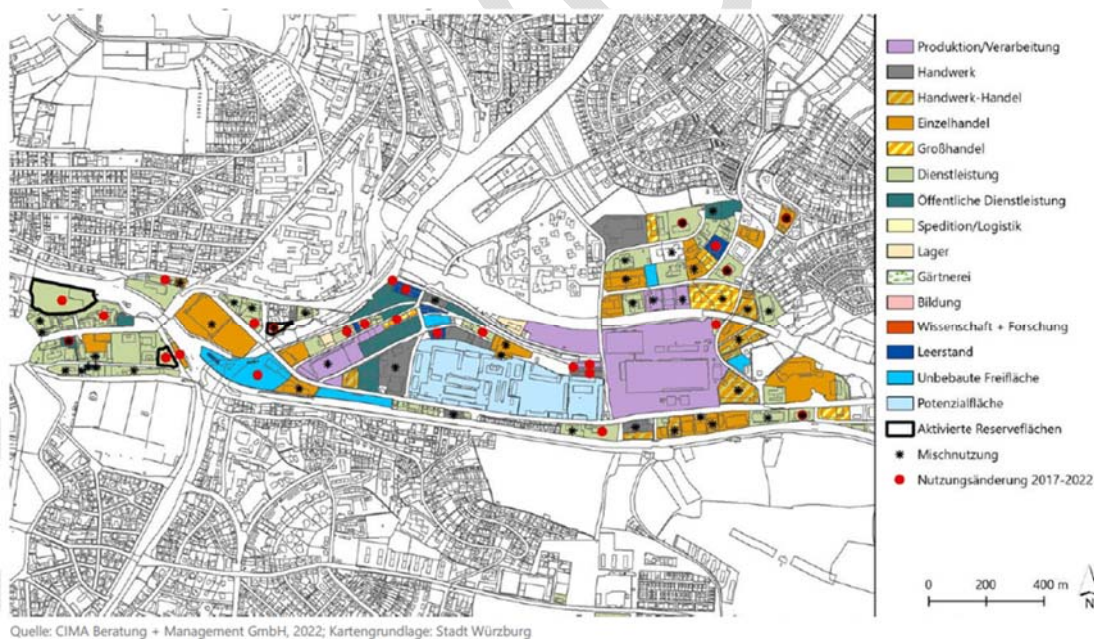 Produktion/Verarbeitung
Handwerk
Handwerk-Handel
Einzelhandel
Großhandel
Dienstleistung
Öffentliche Dienstleistung
Spedition/Logistik
Lager
Gärtnerei
Bildung
Wissenschaft + Forschung
Leerstand
Unbebaute Freifläche
Potenzialfläche
Aktivierte Reserveflächen
Mischnutzung
Nutzungsänderung 2017-2022
0 200 400 m
N
Quelle: CIMA Beratung + Management GmbH, 2022; Kartengrundlage: Stadt Würzburg